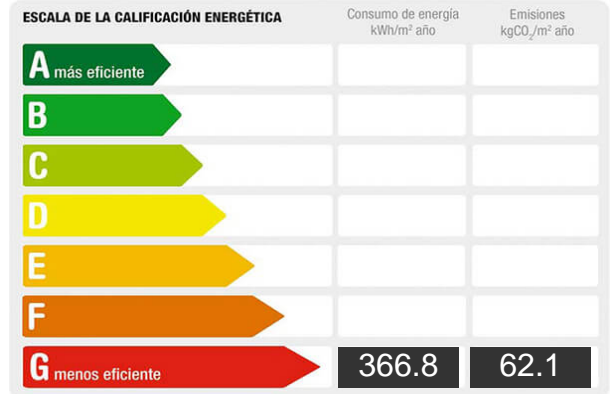 ESCALA DE LA CALIFICACIÓN ENERGÉTICA
Consumo de energía
kWh/m² año
Emisiones
kgCO₂/m² año
A más eficiente
B
C
D
E
F
G menos eficiente
366.8
62.1